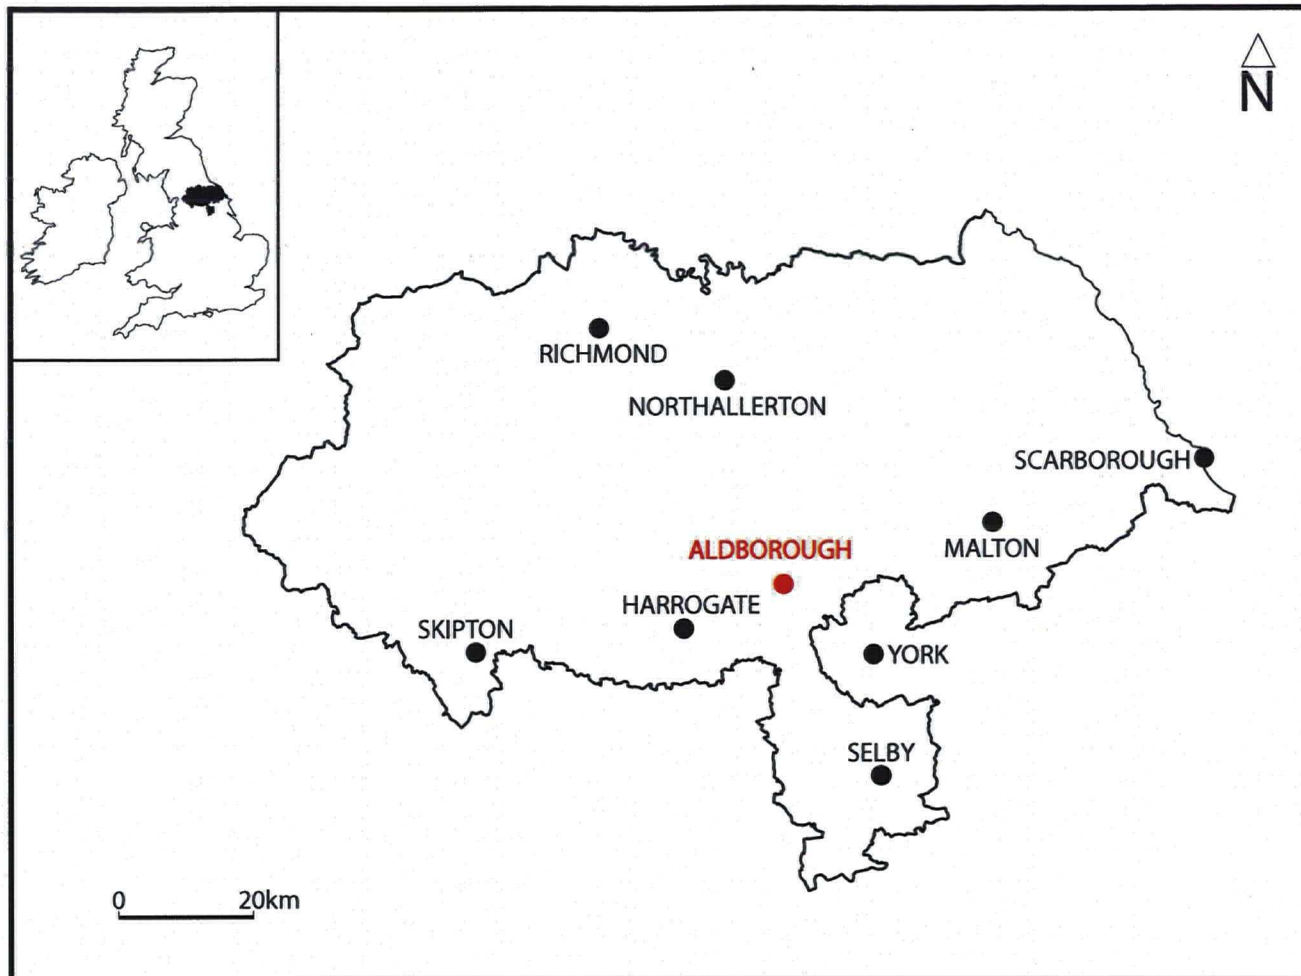 N
RICHMOND
NORTHALLERTON
SCARBOROUGH
MALTON
ALDBOROUGH
HARROGATE
SKIPTON
YORK
SELBY
0 20km